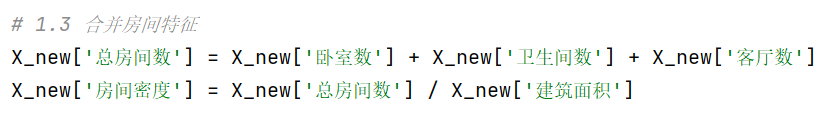 # 1.3 合并房间特征
X_new['总房间数'] = X_new['卧室数'] + X_new['卫生间数'] + X_new['客厅数']
X_new['房间密度'] = X_new['总房间数'] / X_new['建筑面积']